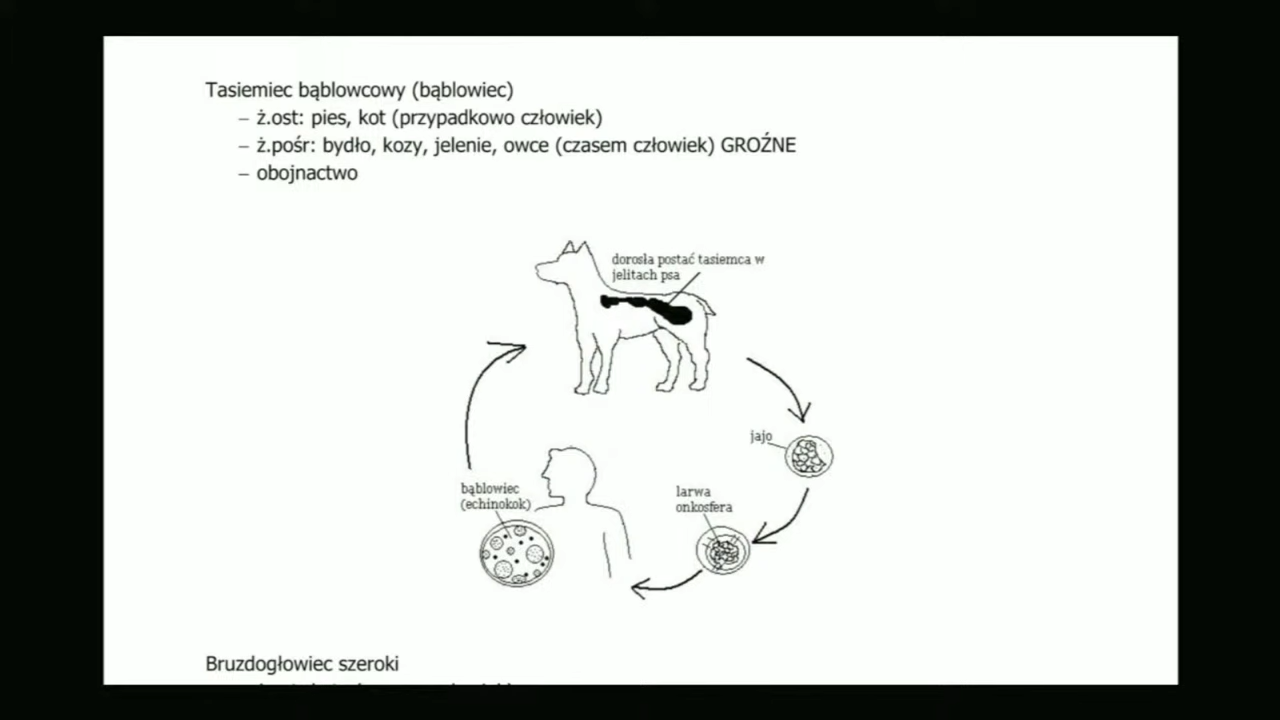 Tasiemiec bąblowcowy (bąblowiec)
– ż.ost: pies, kot (przypadkowo człowiek)
– ż.pośr: bydło, kozy, jelenie, owce (czasem człowiek) GROŹNE
– obojnactwo
dorosła postać tasiemca w
jelitach psa
jajo
bąblowiec
(echinokok)
larwa
onkosfera
Bruzdogłowiec szeroki